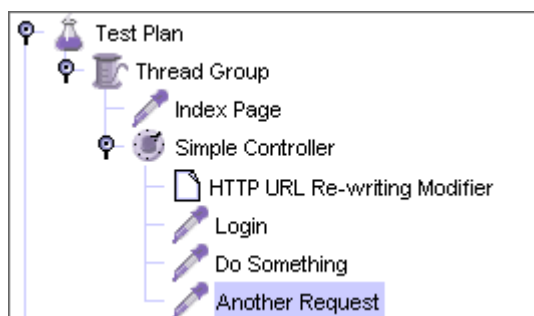 Test Plan
Thread Group
Index Page
Simple Controller
HTTP URL Re-writing Modifier
Login
Do Something
Another Request